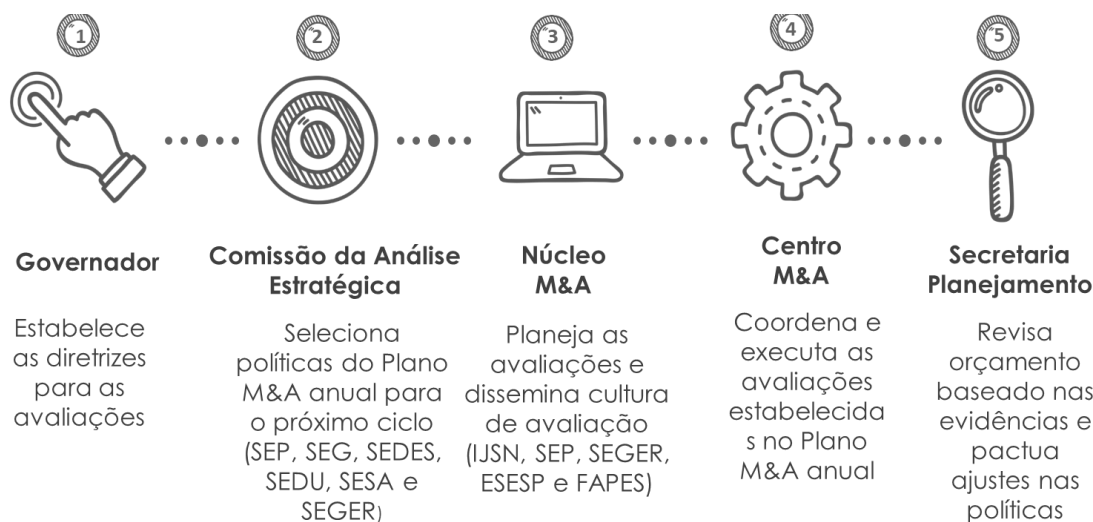 1
2
3
4
5
Governador
Estabelece
as diretrizes
para as
avaliações
Comissão da Análise
Estratégica
Seleciona
políticas do Plano
M&A anual para
o próximo ciclo
(SEP, SEG, SEDES,
SEDU, SESA e
SEGER)
Núcleo
M&A
Planeja as
avaliações e
dissemina cultura
de avaliação
(IJSN, SEP, SEGER,
ESESP e FAPES)
Centro
M&A
Coordena e
executa as
avaliações
estabelecida
s no Plano
M&A anual
Secretaria
Planejamento
Revisa
orçamento
baseado nas
evidências e
pactua
ajustes nas
políticas